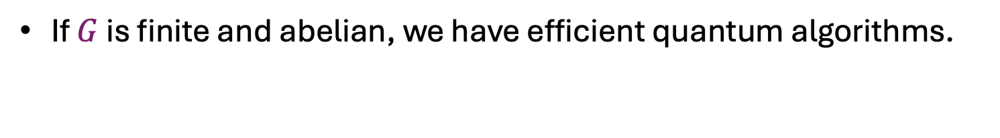 • If 𝐺 is finite and abelian, we have efficient quantum algorithms.